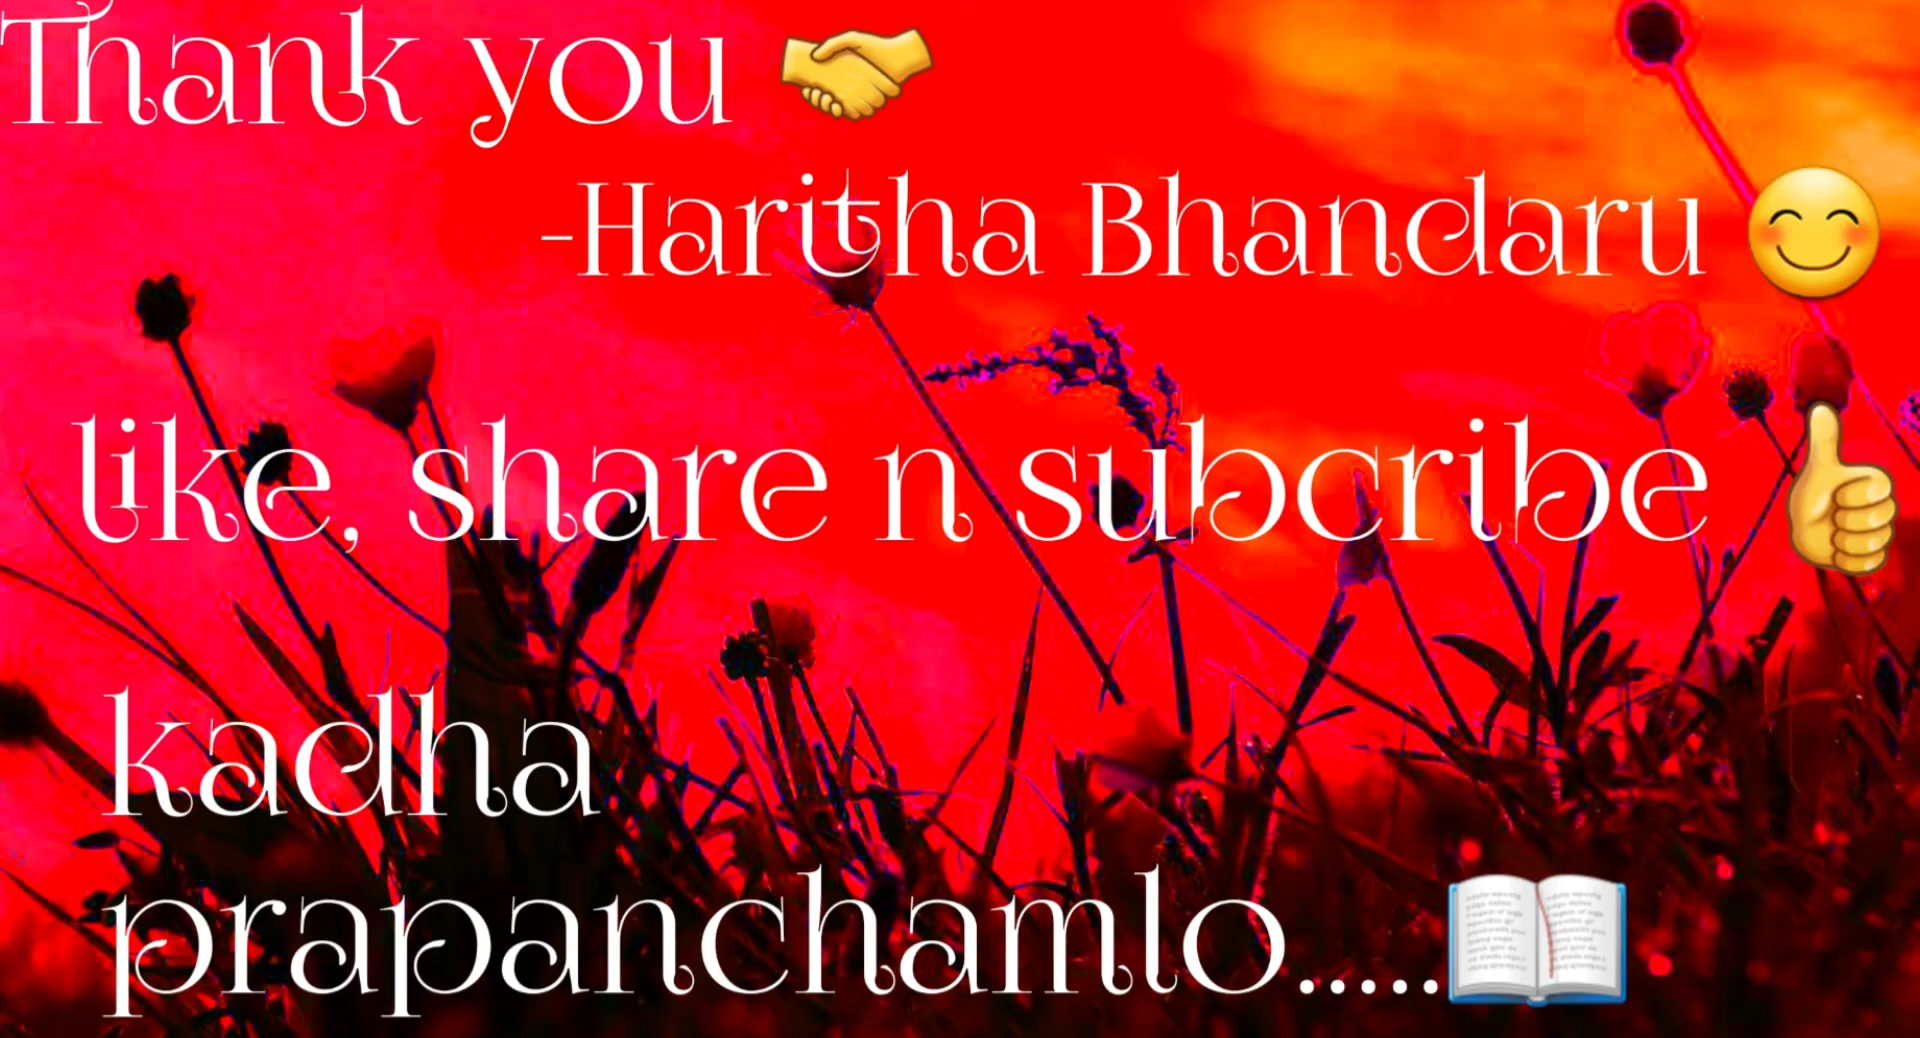 Thank you 🤝
-Haritha Bhandaru 😊
like, share n subcribe 👍
kadha
prapanchamlo.....📖